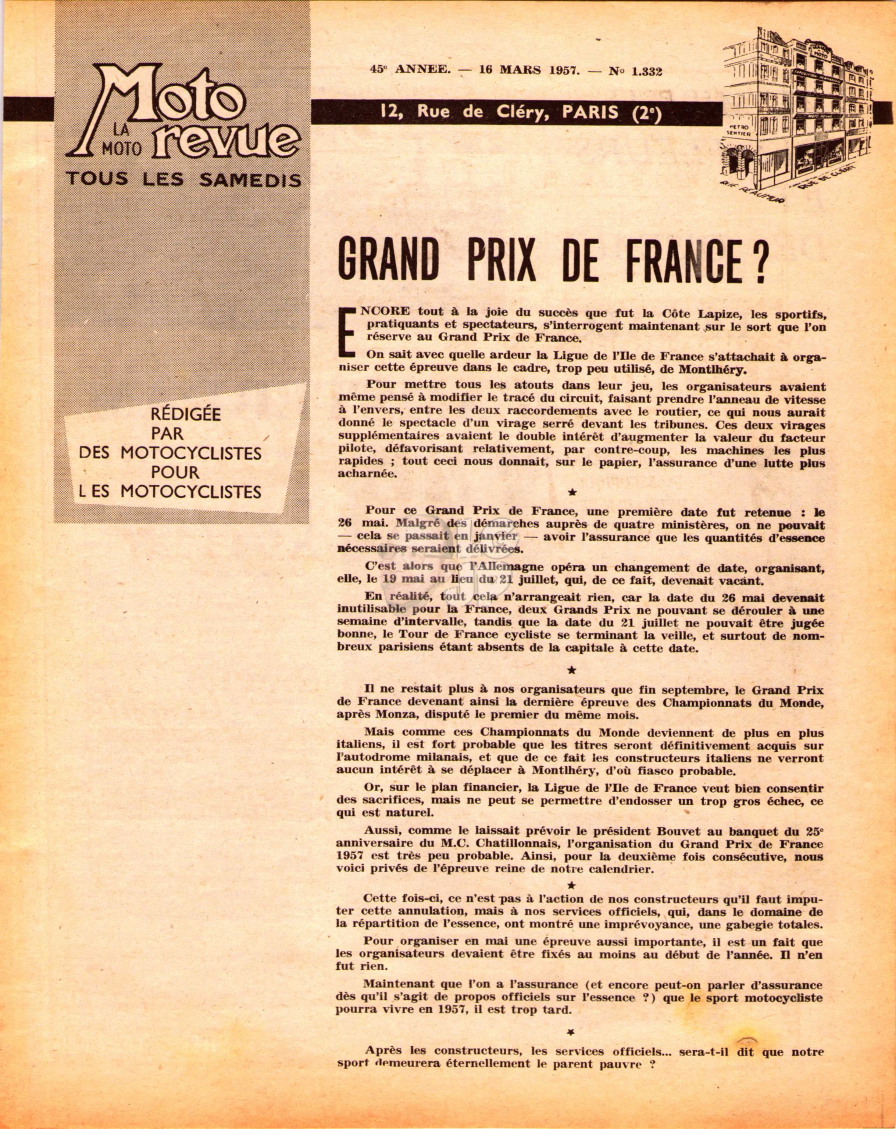 Moto
LA
MOTO revue
TOUS LES SAMEDIS
45e ANNEE. — 16 MARS 1957. — No 1.332
12, Rue de Cléry, PARIS (2e)
METRO
SENTIER
RUE REAUMUR
RUE DE CLERY
RÉDIGÉE
PAR
DES MOTOCYCLISTES
POUR
LES MOTOCYCLISTES
GRAND PRIX DE FRANCE ?
ENCORE tout à la joie du succès que fut la Côte Lapize, les sportifs,
pratiquants et spectateurs, s'interrogent maintenant sur le sort que l'on
réserve au Grand Prix de France.
On sait avec quelle ardeur la Ligue de l'Ile de France s'attachait à orga-
niser cette épreuve dans le cadre, trop peu utilisé, de Montlhéry.
Pour mettre tous les atouts dans leur jeu, les organisateurs avaient
même pensé à modifier le tracé du circuit, faisant prendre l'anneau de vitesse
à l'envers, entre les deux raccordements avec le routier, ce qui nous aurait
donné le spectacle d'un virage serré devant les tribunes. Ces deux virages
supplémentaires avaient le double intérêt d'augmenter la valeur du facteur
pilote, défavorisant relativement, par contre-coup, les machines les plus
rapides ; tout ceci nous donnait, sur le papier, l'assurance d'une lutte plus
acharnée.
★
Pour ce Grand Prix de France, une première date fut retenue : le
26 mai. Malgré des démarches auprès de quatre ministères, on ne pouvait
— cela se passait en janvier — avoir l'assurance que les quantités d'essence
nécessaires seraient délivrées.
C'est alors que l'Allemagne opéra un changement de date, organisant,
elle, le 19 mai au lieu du 21 juillet, qui, de ce fait, devenait vacant.
En réalité, tout cela n'arrangeait rien, car la date du 26 mai devenait
inutilisable pour la France, deux Grands Prix ne pouvant se dérouler à une
semaine d'intervalle, tandis que la date du 21 juillet ne pouvait être jugée
bonne, le Tour de France cycliste se terminant la veille, et surtout de nom-
breux parisiens étant absents de la capitale à cette date.
★
Il ne restait plus à nos organisateurs que fin septembre, le Grand Prix
de France devenant ainsi la dernière épreuve des Championnats du Monde,
après Monza, disputé le premier du même mois.
Mais comme ces Championnats du Monde deviennent de plus en plus
italiens, il est fort probable que les titres seront définitivement acquis sur
l'autodrome milanais, et que de ce fait les constructeurs italiens ne verront
aucun intérêt à se déplacer à Montlhéry, d'où fiasco probable.
Or, sur le plan financier, la Ligue de l'Ile de France veut bien consentir
des sacrifices, mais ne peut se permettre d'endosser un trop gros échec, ce
qui est naturel.
Aussi, comme le laissait prévoir le président Bouvet au banquet du 25e
anniversaire du M.C. Chatillonnais, l'organisation du Grand Prix de France
1957 est très peu probable. Ainsi, pour la deuxième fois consécutive, nous
voici privés de l'épreuve reine de notre calendrier.
★
Cette fois-ci, ce n'est pas à l'action de nos constructeurs qu'il faut impu-
ter cette annulation, mais à nos services officiels, qui, dans le domaine de
la répartition de l'essence, ont montré une imprévoyance, une gabegie totales.
Pour organiser en mai une épreuve aussi importante, il est un fait que
les organisateurs devaient être fixés au moins au début de l'année. Il n'en
fut rien.
Maintenant que l'on a l'assurance (et encore peut-on parler d'assurance
dès qu'il s'agit de propos officiels sur l'essence ?) que le sport motocycliste
pourra vivre en 1957, il est trop tard.
★
Après les constructeurs, les services officiels... sera-t-il dit que notre
sport demeurera éternellement le parent pauvre ?